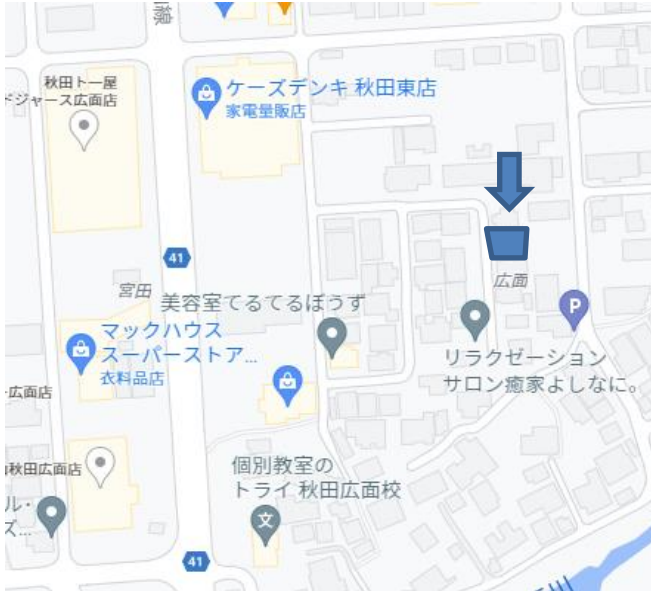 線
秋田トー屋
ドジャース広面店
ケーズデンキ 秋田東店
家電量販店
41
宮田
広面
美容室てるてるぼうず
P
マックハウス
スーパーストア...
衣料品店
リラクゼーション
サロン癒家よしなに。
広面店
秋田広面店
個別教室の
トライ 秋田広面校
文
ル・
ズ...
41
川